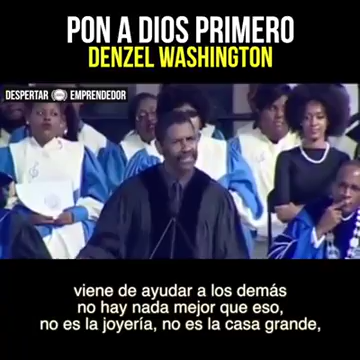 PON A DIOS PRIMERO
DENZEL WASHINGTON
DESPERTAR EMPRENDEDOR
viene de ayudar a los demás
no hay nada mejor que eso,
no es la joyería, no es la casa grande,